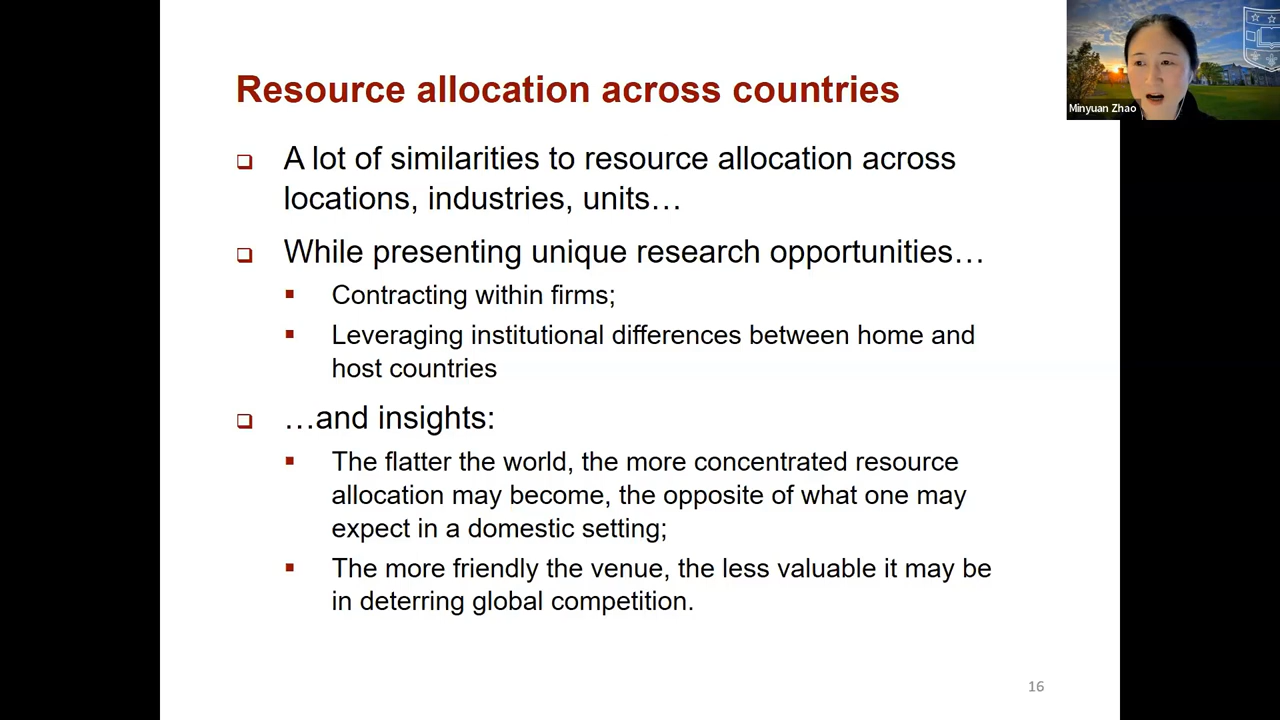 Resource allocation across countries
Minyuan Zhao
❑ A lot of similarities to resource allocation across
locations, industries, units…
❑ While presenting unique research opportunities…
▪ Contracting within firms;
▪ Leveraging institutional differences between home and
host countries
❑ …and insights:
▪ The flatter the world, the more concentrated resource
allocation may become, the opposite of what one may
expect in a domestic setting;
▪ The more friendly the venue, the less valuable it may be
in deterring global competition.
16